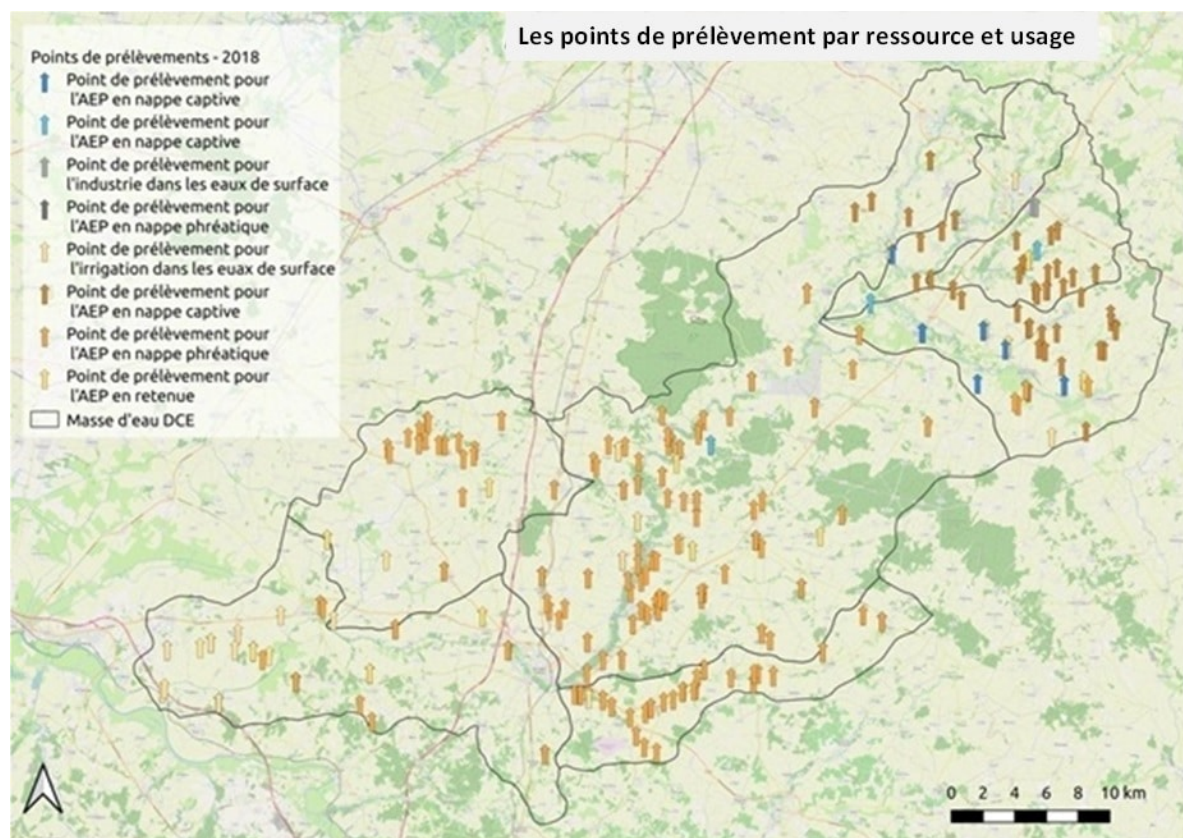 Les points de prélèvement par ressource et usage
Points de prélèvements - 2018
Point de prélèvement pour
l'AEP en nappe captive
Point de prélèvement pour
l'AEP en nappe captive
Point de prélèvement pour
l'industrie dans les eaux de surface
Point de prélèvement pour
l'AEP en nappe phréatique
Point de prélèvement pour
l'irrigation dans les euax de surface
Point de prélèvement pour
l'AEP en nappe captive
Point de prélèvement pour
l'AEP en nappe phréatique
Point de prélèvement pour
l'AEP en retenue
Masse d'eau DCE
0 2 4 6 8 10 km